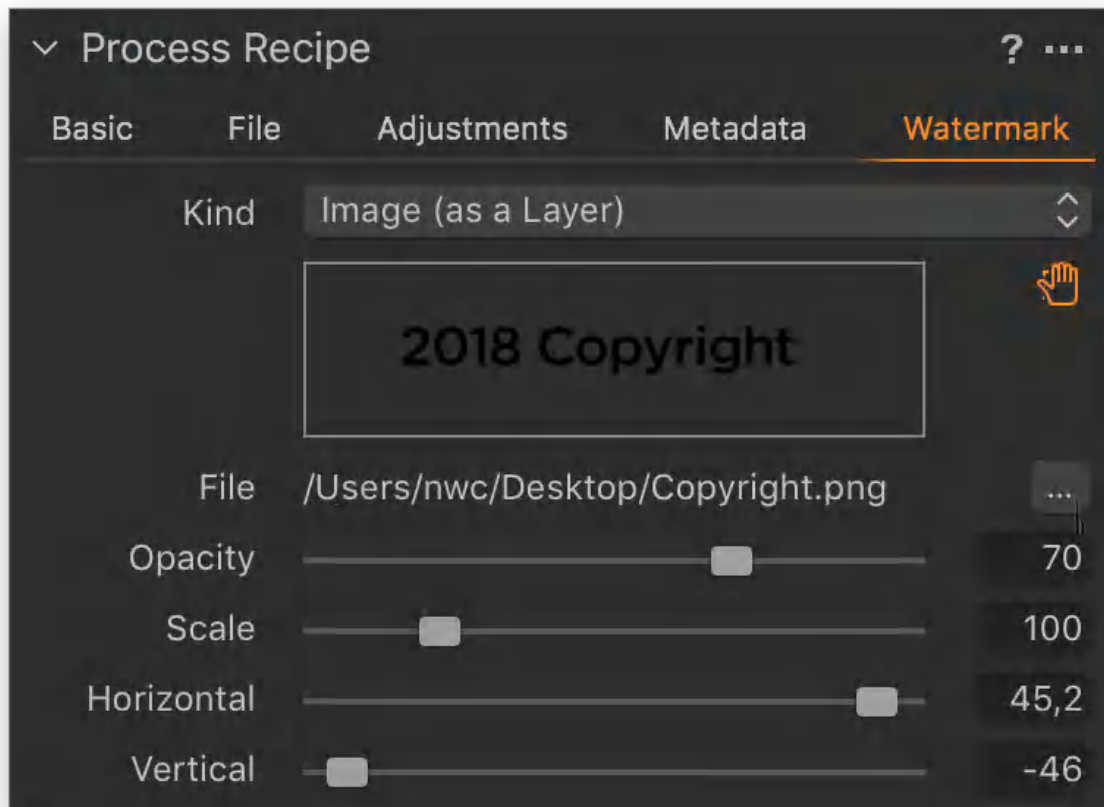 Process Recipe ? ...
Basic File Adjustments Metadata Watermark
Kind Image (as a Layer)
2018 Copyright
File /Users/nwc/Desktop/Copyright.png ...
Opacity 70
Scale 100
Horizontal 45,2
Vertical -46